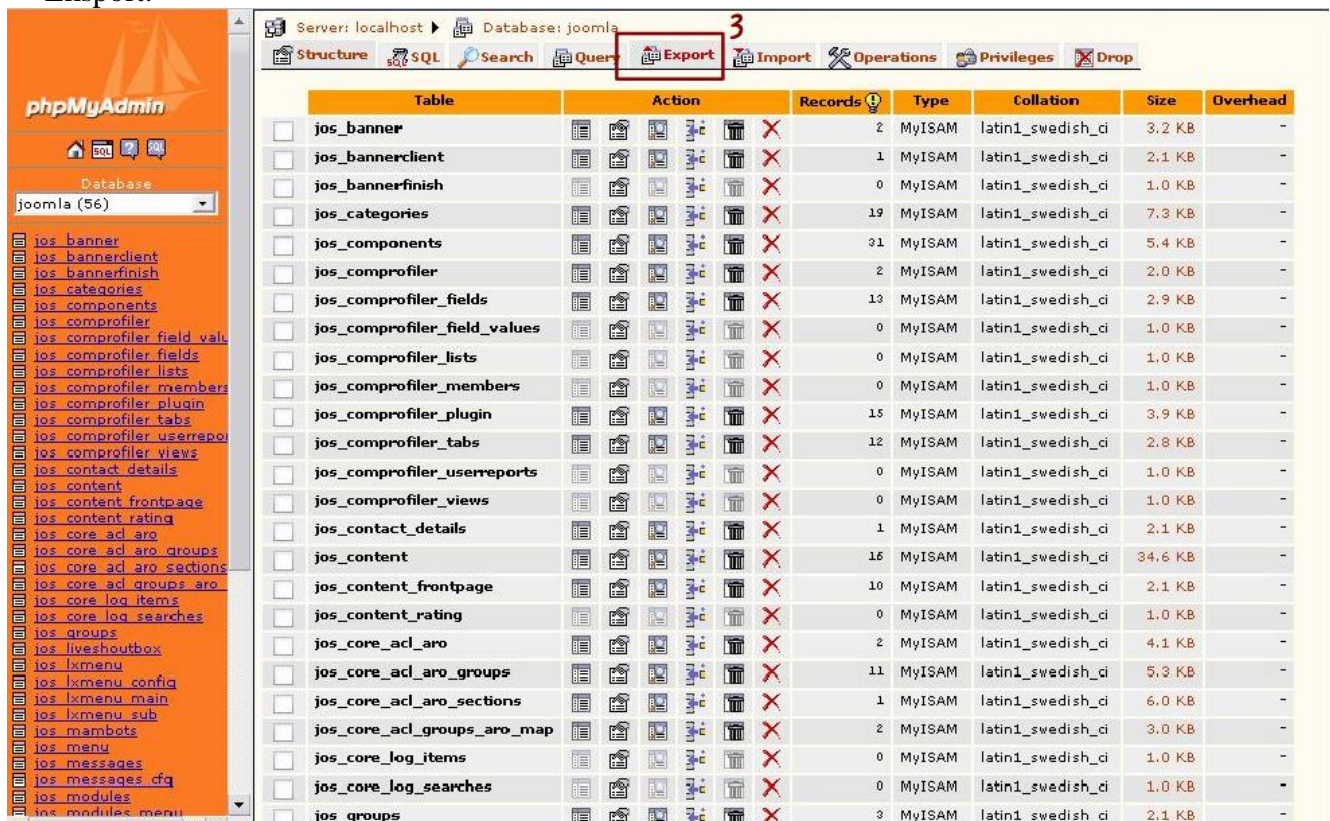 Export.
Server: localhost Database: joomla
3
Structure SQL Search Query Export Import Operations Privileges Drop
phpMyAdmin
SQL ? SQL
Database
joomla (56)
jos_banner
jos_bannerclient
jos_bannerfinish
jos_categories
jos_components
jos_comprofiler
jos_comprofiler_field_valu
jos_comprofiler_fields
jos_comprofiler_lists
jos_comprofiler_members
jos_comprofiler_plugin
jos_comprofiler_tabs
jos_comprofiler_userrepor
jos_comprofiler_views
jos_contact_details
jos_content
jos_content_frontpage
jos_content_rating
jos_core_acl_aro
jos_core_acl_aro_groups
jos_core_acl_aro_sections
jos_core_acl_groups_aro_
jos_core_log_items
jos_core_log_searches
jos_groups
jos_liveshoutbox
jos_lxmenu
jos_lxmenu_config
jos_lxmenu_main
jos_lxmenu_sub
jos_mambots
jos_menu
jos_messages
jos_messages_cfg
jos_modules
jos_modules_menu
Table Action Records Type Collation Size Overhead
jos_banner 2 MyISAM latin1_swedish_ci 3.2 KB -
jos_bannerclient 1 MyISAM latin1_swedish_ci 2.1 KB -
jos_bannerfinish 0 MyISAM latin1_swedish_ci 1.0 KB -
jos_categories 19 MyISAM latin1_swedish_ci 7.3 KB -
jos_components 31 MyISAM latin1_swedish_ci 5.4 KB -
jos_comprofiler 2 MyISAM latin1_swedish_ci 2.0 KB -
jos_comprofiler_fields 13 MyISAM latin1_swedish_ci 2.9 KB -
jos_comprofiler_field_values 0 MyISAM latin1_swedish_ci 1.0 KB -
jos_comprofiler_lists 0 MyISAM latin1_swedish_ci 1.0 KB -
jos_comprofiler_members 0 MyISAM latin1_swedish_ci 1.0 KB -
jos_comprofiler_plugin 15 MyISAM latin1_swedish_ci 3.9 KB -
jos_comprofiler_tabs 12 MyISAM latin1_swedish_ci 2.8 KB -
jos_comprofiler_userreports 0 MyISAM latin1_swedish_ci 1.0 KB -
jos_comprofiler_views 0 MyISAM latin1_swedish_ci 1.0 KB -
jos_contact_details 1 MyISAM latin1_swedish_ci 2.1 KB -
jos_content 16 MyISAM latin1_swedish_ci 34.6 KB -
jos_content_frontpage 10 MyISAM latin1_swedish_ci 2.1 KB -
jos_content_rating 0 MyISAM latin1_swedish_ci 1.0 KB -
jos_core_acl_aro 2 MyISAM latin1_swedish_ci 4.1 KB -
jos_core_acl_aro_groups 11 MyISAM latin1_swedish_ci 5.3 KB -
jos_core_acl_aro_sections 1 MyISAM latin1_swedish_ci 6.0 KB -
jos_core_acl_groups_aro_map 2 MyISAM latin1_swedish_ci 3.0 KB -
jos_core_log_items 0 MyISAM latin1_swedish_ci 1.0 KB -
jos_core_log_searches 0 MyISAM latin1_swedish_ci 1.0 KB -
jos_groups 3 MyISAM latin1_swedish_ci 2.1 KB -